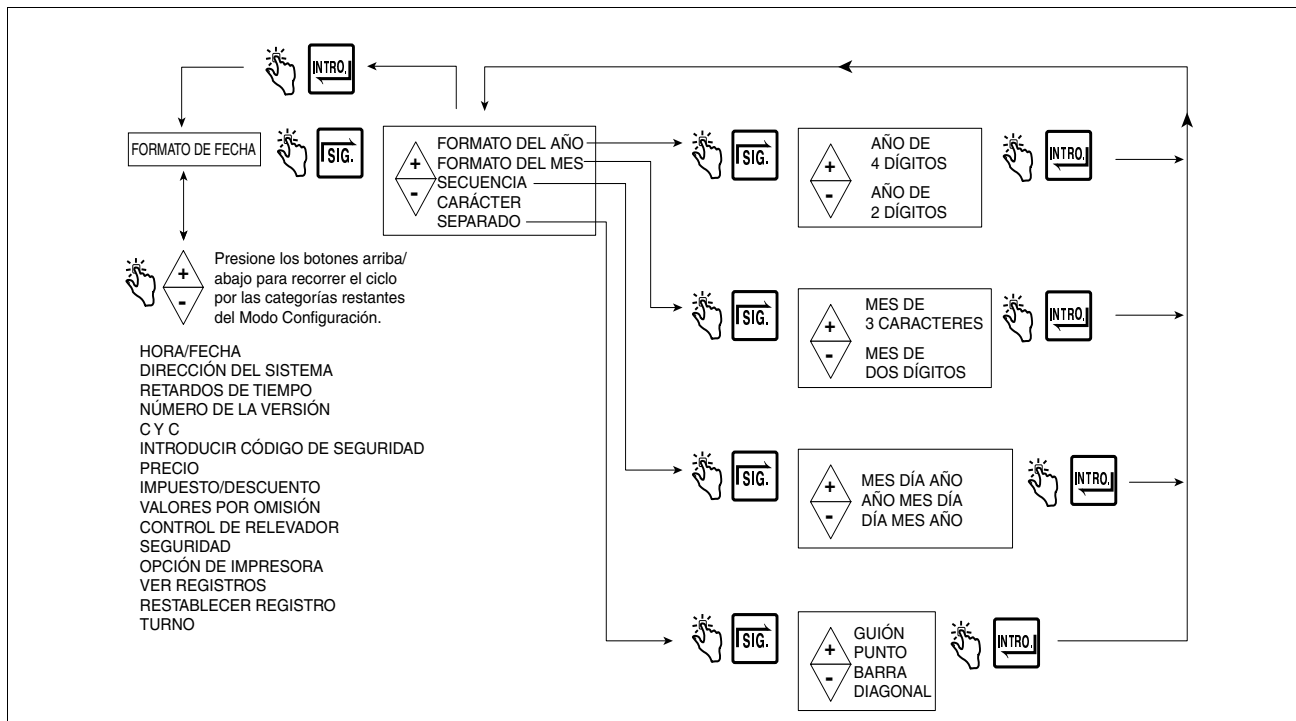 INTRO.
FORMATO DE FECHA
SIG.
FORMATO DEL AÑO
FORMATO DEL MES
SECUENCIA
CARÁCTER
SEPARADO
+
-
SIG.
+
-
AÑO DE
4 DÍGITOS
AÑO DE
2 DÍGITOS
INTRO.
+
-
Presione los botones arriba/
abajo para recorrer el ciclo
por las categorías restantes
del Modo Configuración.
SIG.
+
-
MES DE
3 CARACTERES
MES DE
DOS DÍGITOS
INTRO.
HORA/FECHA
DIRECCIÓN DEL SISTEMA
RETARDOS DE TIEMPO
NÚMERO DE LA VERSIÓN
C Y C
INTRODUCIR CÓDIGO DE SEGURIDAD
PRECIO
IMPUESTO/DESCUENTO
VALORES POR OMISIÓN
CONTROL DE RELEVADOR
SEGURIDAD
OPCIÓN DE IMPRESORA
VER REGISTROS
RESTABLECER REGISTRO
TURNO
SIG.
+
-
MES DÍA AÑO
AÑO MES DÍA
DÍA MES AÑO
INTRO.
SIG.
+
-
GUIÓN
PUNTO
BARRA
DIAGONAL
INTRO.